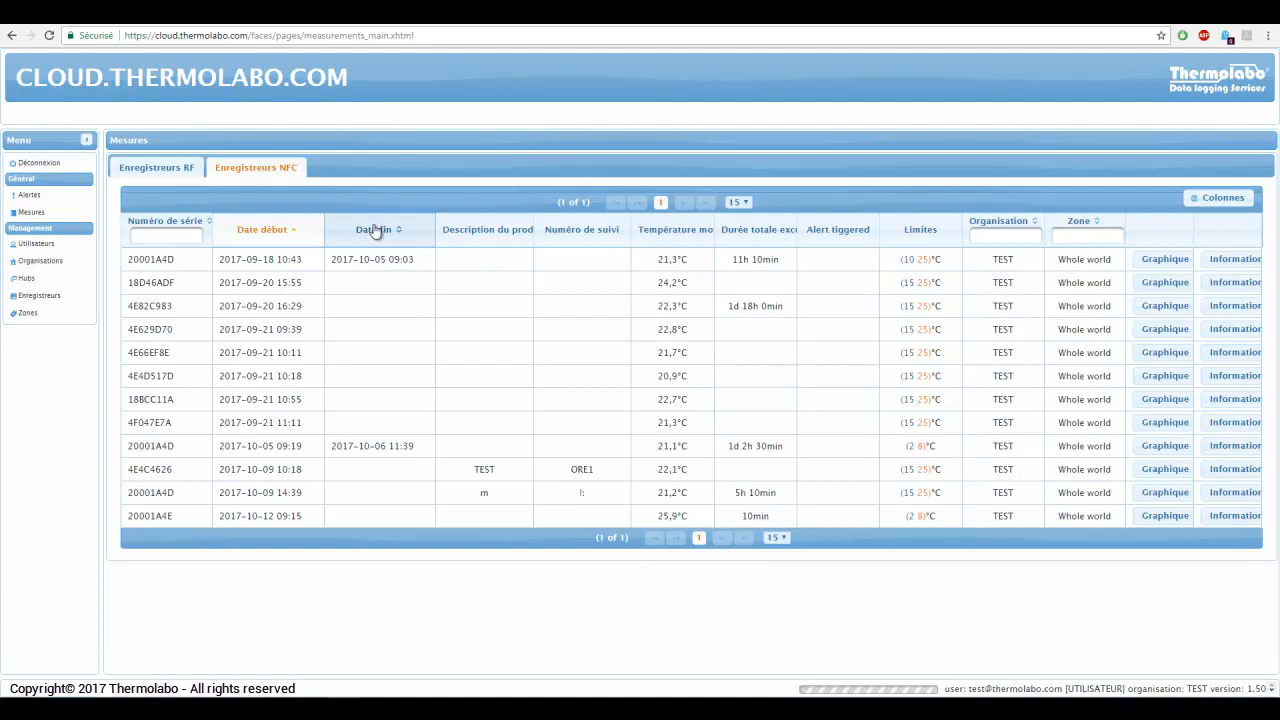 Sécurisé https://cloud.thermolabo.com/faces/pages/measurements_main.xhtml
CLOUD.THERMOLABO.COM
Thermolabo
Data logging Services
Menu
Déconnexion
Général
Alertes
Mesures
Management
Utilisateurs
Organisations
Hubs
Enregistreurs
Zones
Mesures
Enregistreurs RF Enregistreurs NFC
(1 of 1) 1 15 Colonnes
Numéro de série Date début fin Description du prod Numéro de suivi Température mo Durée totale exc Alert tiggered Limites Organisation Zone
20001A4D 2017-09-18 10:43 2017-10-05 09:03 21,3°C 11h 10min (10 25)°C TEST Whole world Graphique Information
18D46ADF 2017-09-20 15:55 24,2°C (15 25)°C TEST Whole world Graphique Information
4E82C983 2017-09-20 16:29 22,3°C 1d 18h 0min (15 25)°C TEST Whole world Graphique Information
4E629D70 2017-09-21 09:39 22,8°C (15 25)°C TEST Whole world Graphique Information
4E66EF8E 2017-09-21 10:11 21,7°C (15 25)°C TEST Whole world Graphique Information
4E4D517D 2017-09-21 10:18 20,9°C (15 25)°C TEST Whole world Graphique Information
18BCC11A 2017-09-21 10:55 22,7°C (15 25)°C TEST Whole world Graphique Information
4F047E7A 2017-09-21 11:11 21,3°C (15 25)°C TEST Whole world Graphique Information
20001A4D 2017-10-05 09:19 2017-10-06 11:39 21,1°C 1d 2h 30min (2 8)°C TEST Whole world Graphique Information
4E4C4626 2017-10-09 10:18 TEST ORE1 22,1°C (15 25)°C TEST Whole world Graphique Information
20001A4D 2017-10-09 14:39 m !: 21,2°C 5h 10min (15 25)°C TEST Whole world Graphique Information
20001A4E 2017-10-12 09:15 25,9°C 10min (2 8)°C TEST Whole world Graphique Information
(1 of 1) 1 15
Copyright© 2017 Thermolabo - All rights reserved
user: test@thermolabo.com [UTILISATEUR] organisation: TEST version: 1.50